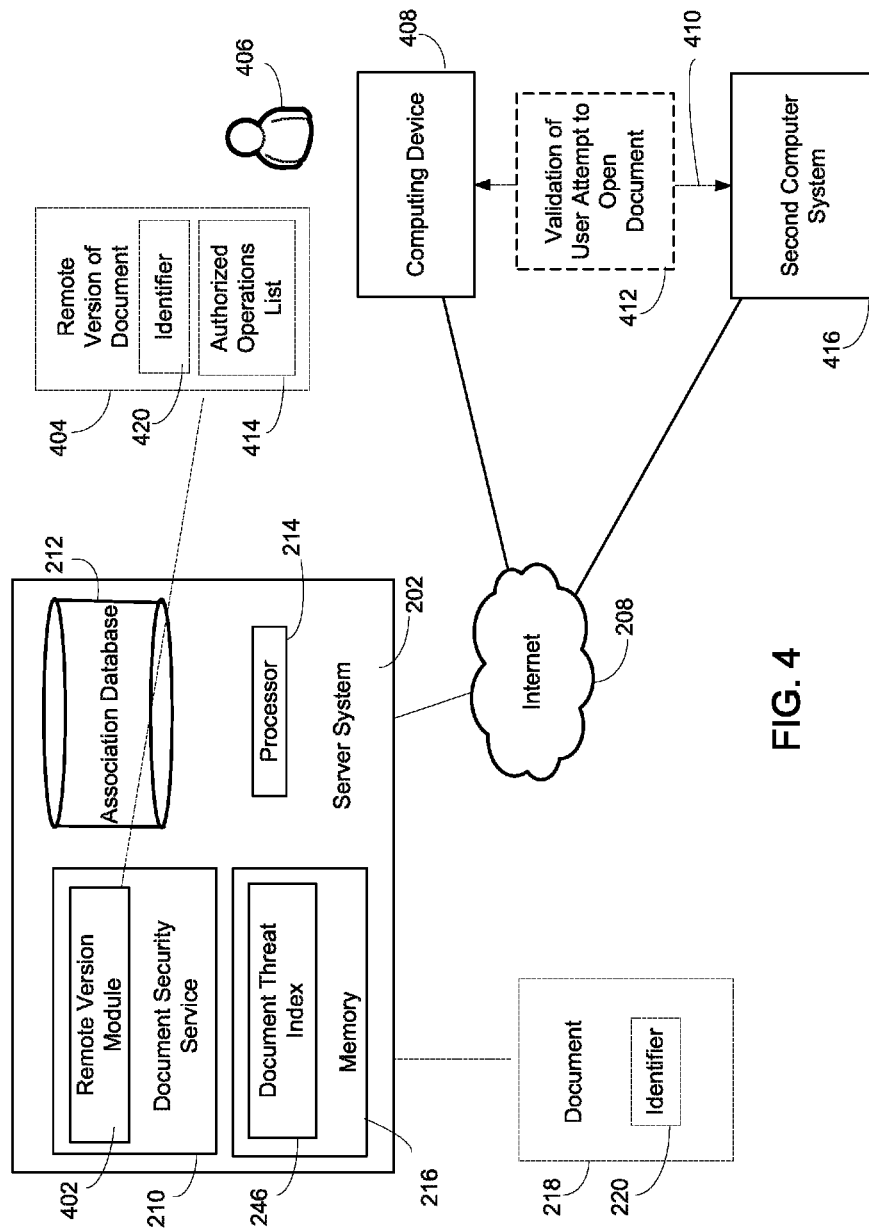 402
210
246
216
Remote Version
Module
Document Security
Service
Document Threat
Index
Memory
Association Database
212
Processor
214
Server System
202
218
220
Document
Identifier
404
420
414
Remote
Version of
Document
Identifier
Authorized
Operations
List
406
Internet
208
Computing Device
408
Validation of
User Attempt to
Open
Document
412
410
Second Computer
System
416
FIG. 4